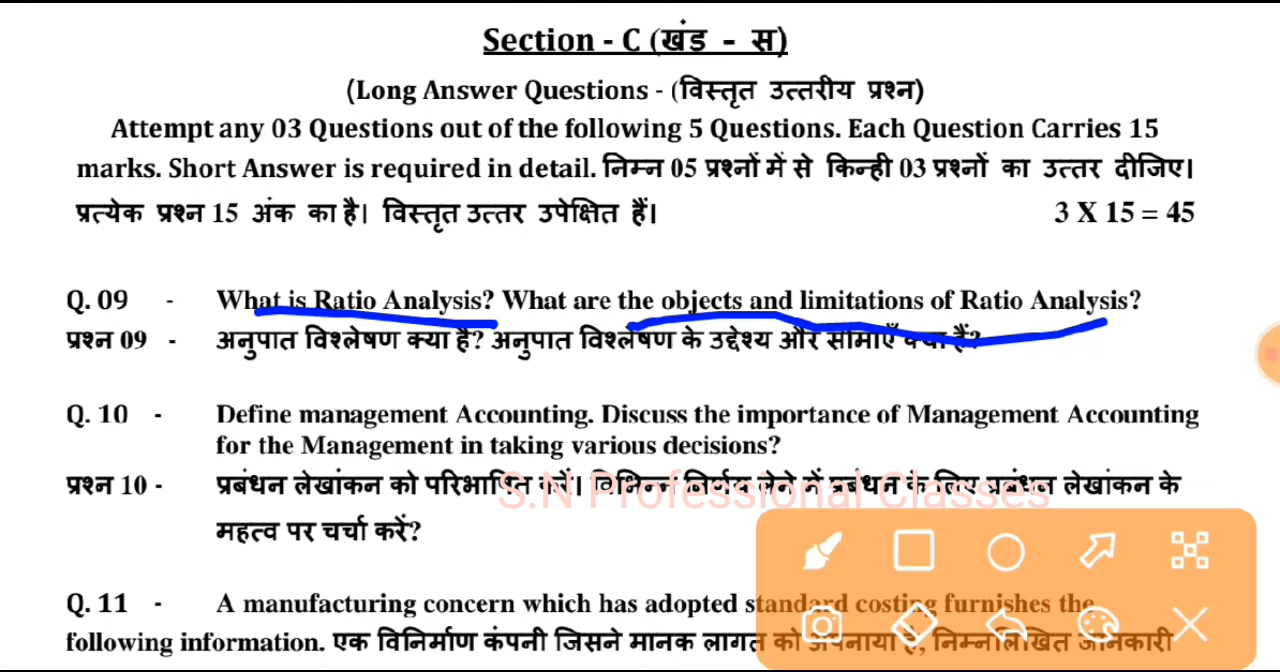 Section - C (खंड - स)
(Long Answer Questions - (विस्तृत उत्तरीय प्रश्न)
Attempt any 03 Questions out of the following 5 Questions. Each Question Carries 15
marks. Short Answer is required in detail. निम्न 05 प्रश्नों में से किन्ही 03 प्रश्नों का उत्तर दीजिए।
प्रत्येक प्रश्न 15 अंक का है। विस्तृत उत्तर उपेक्षित हैं। 3 X 15 = 45
Q. 09 - What is Ratio Analysis? What are the objects and limitations of Ratio Analysis?
प्रश्न 09 - अनुपात विश्लेषण क्या है? अनुपात विश्लेषण के उद्देश्य और सीमाएँ क्या हैं?
Q. 10 - Define management Accounting. Discuss the importance of Management Accounting
for the Management in taking various decisions?
प्रश्न 10 - प्रबंधन लेखांकन को परिभाषित करें। विभिन्न निर्णय लेने में प्रबंधन के लिए प्रबंधन लेखांकन के
S.N Professional Classes
महत्व पर चर्चा करें?
Q. 11 - A manufacturing concern which has adopted standard costing furnishes the
following information. एक विनिर्माण कंपनी जिसने मानक लागत को अपनाया है, निम्नलिखित जानकारी